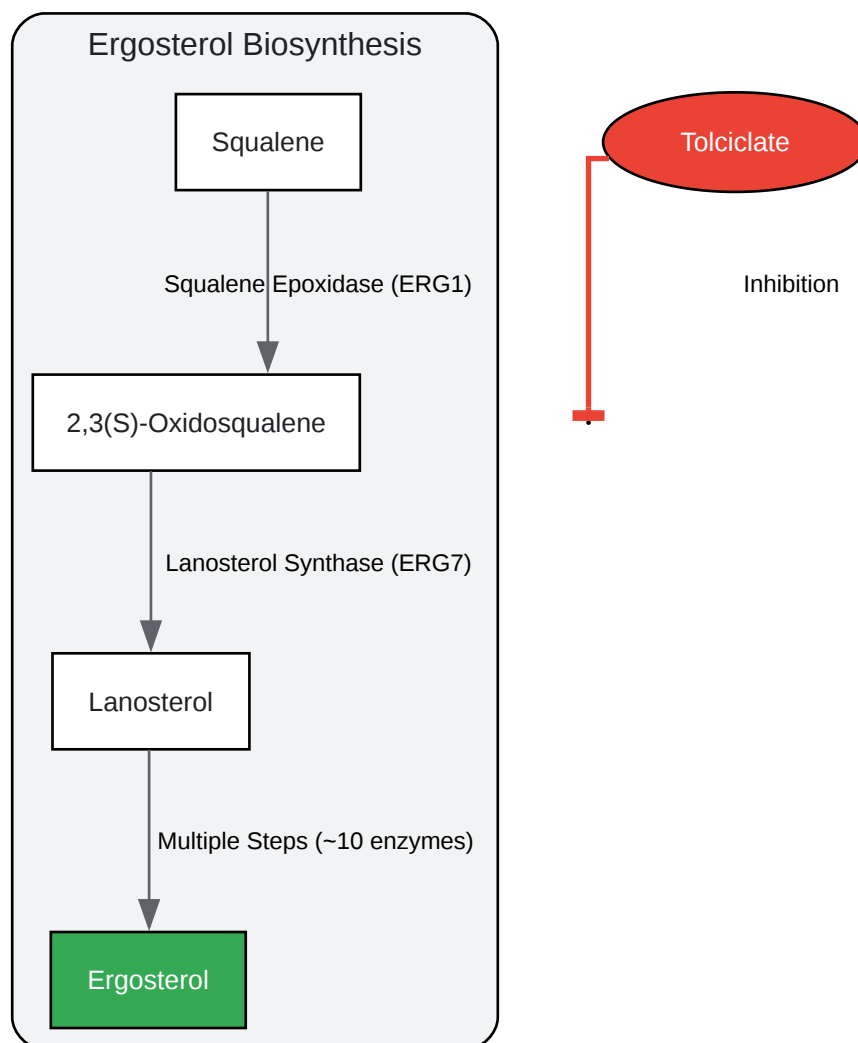 Ergosterol Biosynthesis
Squalene
Tolciclate
Squalene Epoxidase (ERG1)
Inhibition
2,3(S)-Oxidosqualene
Lanosterol Synthase (ERG7)
Lanosterol
Multiple Steps (~10 enzymes)
Ergosterol